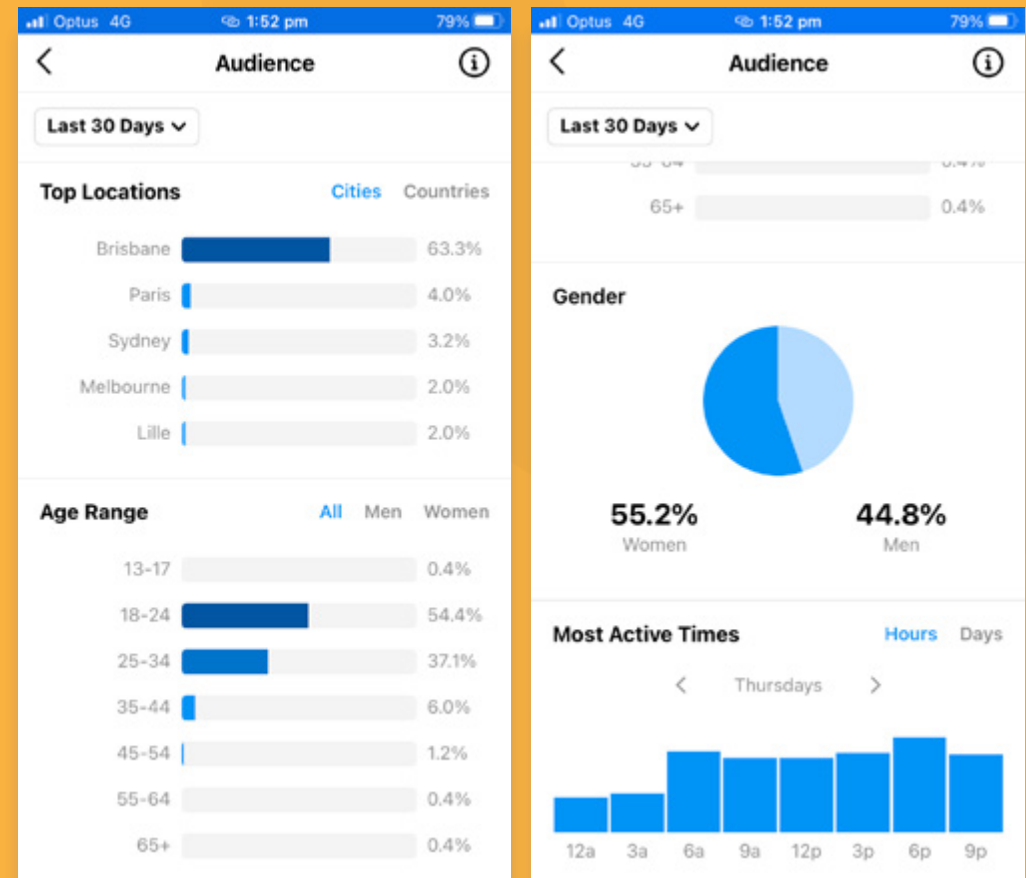 Optus 4G 1:52 pm 79%
Audience
Last 30 Days
Top Locations Cities Countries
Brisbane 63.3%
Paris 4.0%
Sydney 3.2%
Melbourne 2.0%
Lille 2.0%
Age Range All Men Women
13-17 0.4%
18-24 54.4%
25-34 37.1%
35-44 6.0%
45-54 1.2%
55-64 0.4%
65+ 0.4%
Optus 4G 1:52 pm 79%
Audience
Last 30 Days
65+ 0.4%
Gender
55.2% 44.8%
Women Men
Most Active Times Hours Days
Thursdays
12a 3a 6a 9a 12p 3p 6p 9p